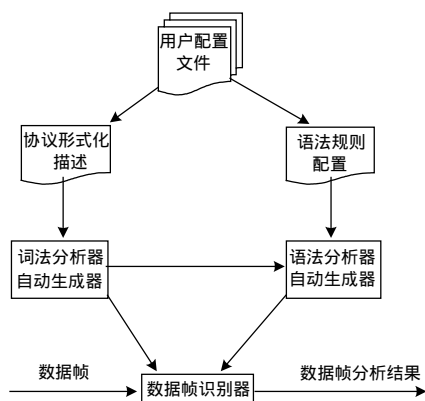 用户配置
文件
协议形式化
描述
语法规则
配置
词法分析器
自动生成器
语法分析器
自动生成器
数据帧
数据帧识别器
数据帧分析结果